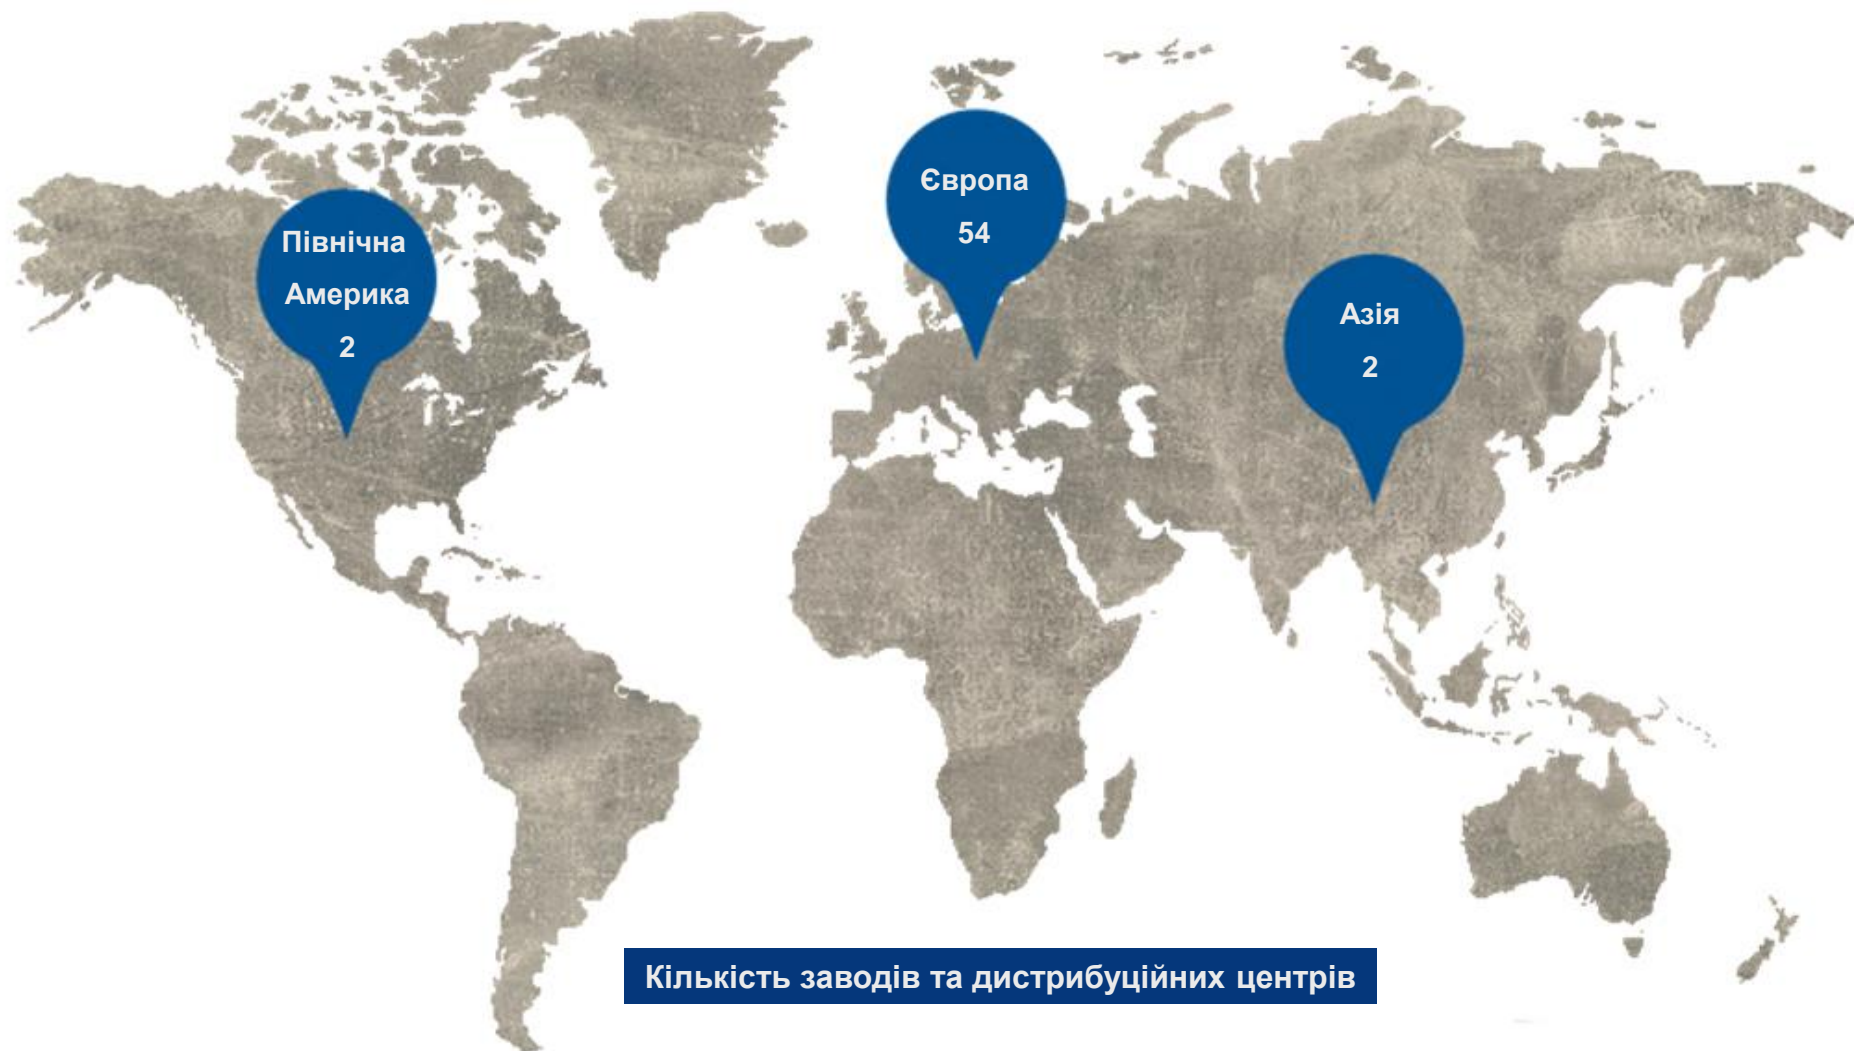 Північна
Америка
2
Європа
54
Азія
2
Кількість заводів та дистрибуційних центрів